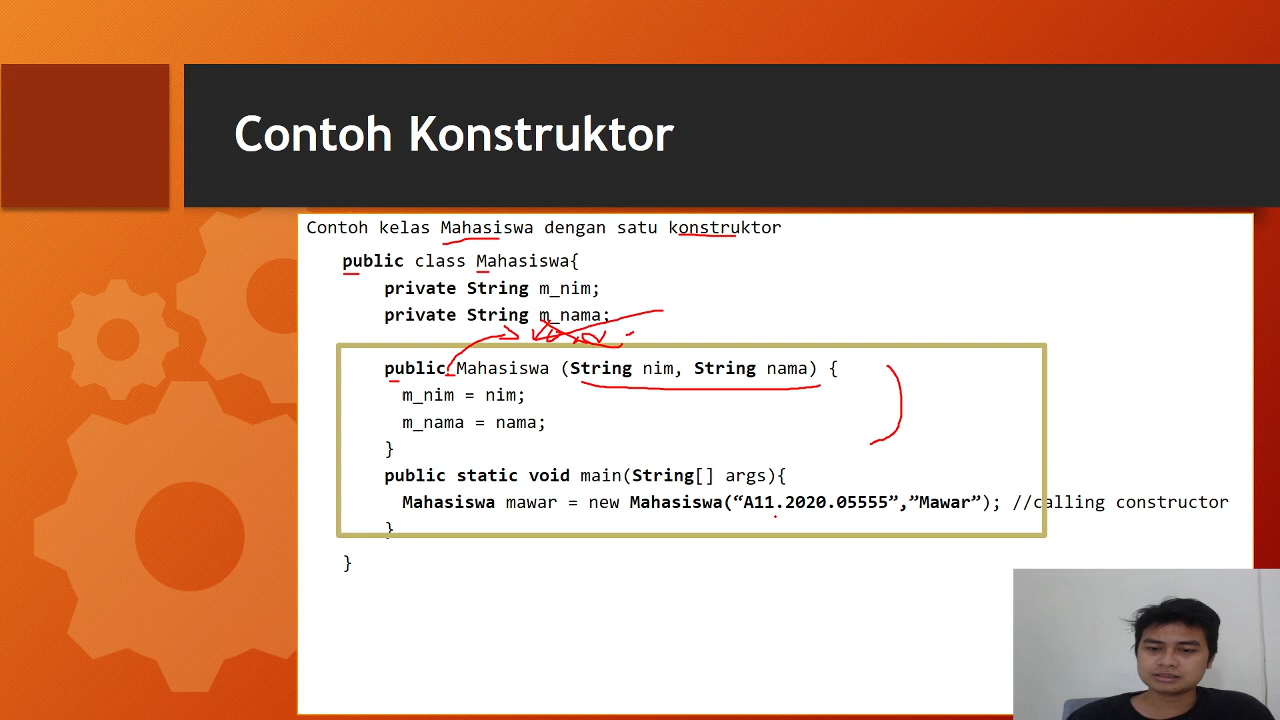 Contoh Konstruktor
Contoh kelas Mahasiswa dengan satu konstruktor
public class Mahasiswa{
private String m_nim;
private String m_nama;
public Mahasiswa (String nim, String nama) {
m_nim = nim;
m_nama = nama;
}
public static void main(String[] args){
Mahasiswa mawar = new Mahasiswa(“A11.2020.05555”,”Mawar”); //calling constructor
}
}